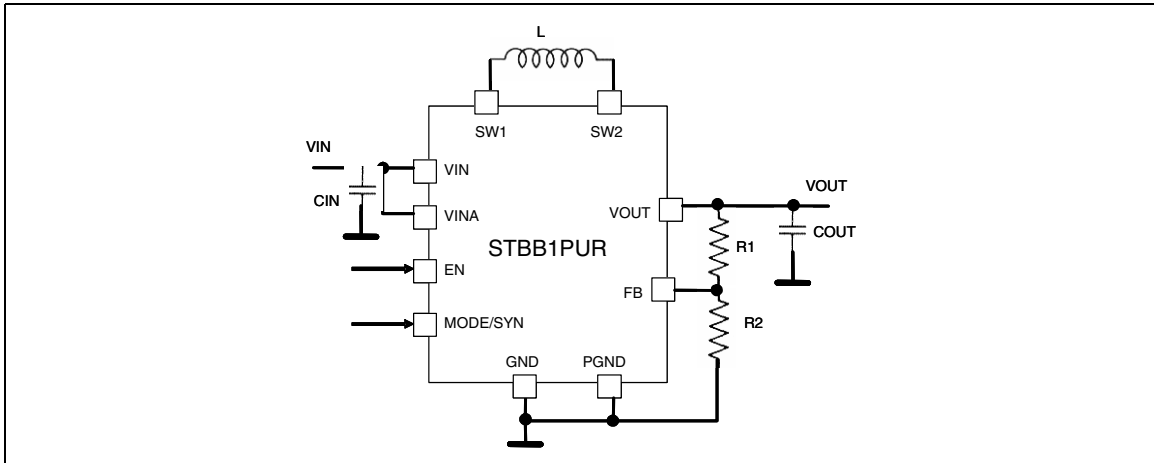 L
SW1
SW2
VIN
VIN
CIN
VINA
VOUT
VOUT
COUT
STBB1PUR
R1
EN
FB
R2
MODE/SYN
GND
PGND